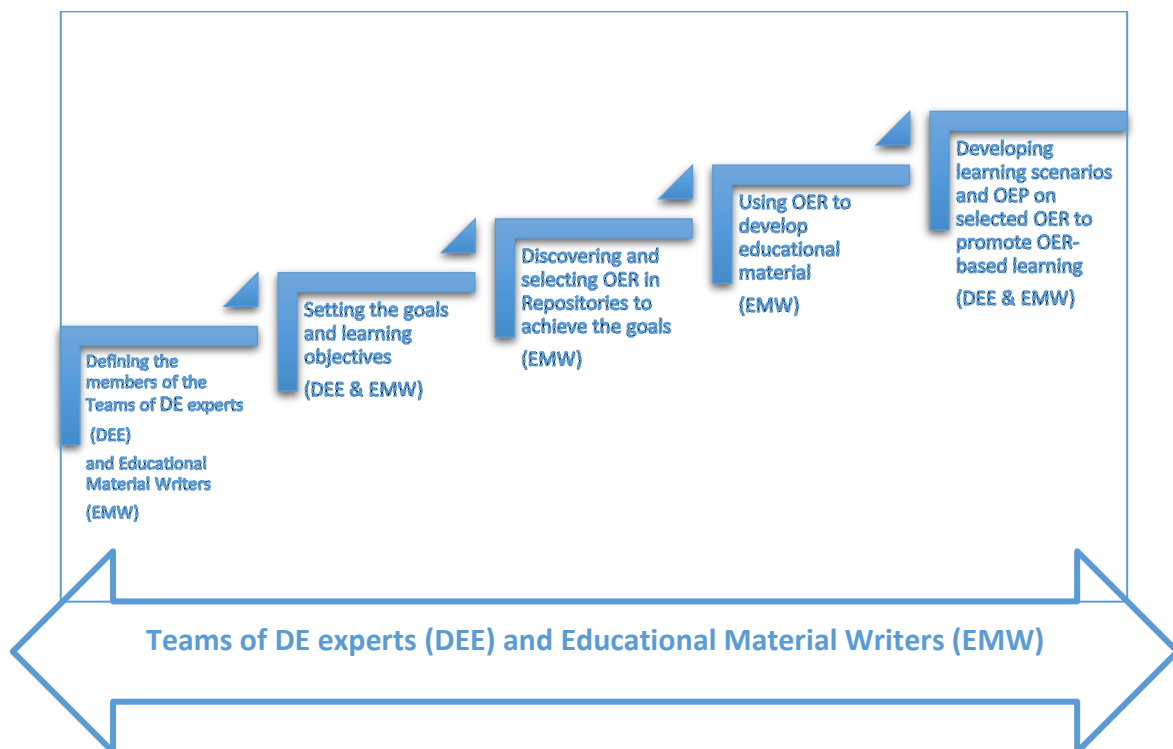 Defining the
members of the
Teams of DE experts
(DEE)
and Educational
Material Writers
(EMW)
Setting the goals
and learning
objectives
(DEE & EMW)
Discovering and
selecting OER in
Repositories to
achieve the goals
(EMW)
Using OER to
develop
educational
material
(EMW)
Developing
learning scenarios
and OEP on
selected OER to
promote OER-
based learning
(DEE & EMW)
Teams of DE experts (DEE) and Educational Material Writers (EMW)